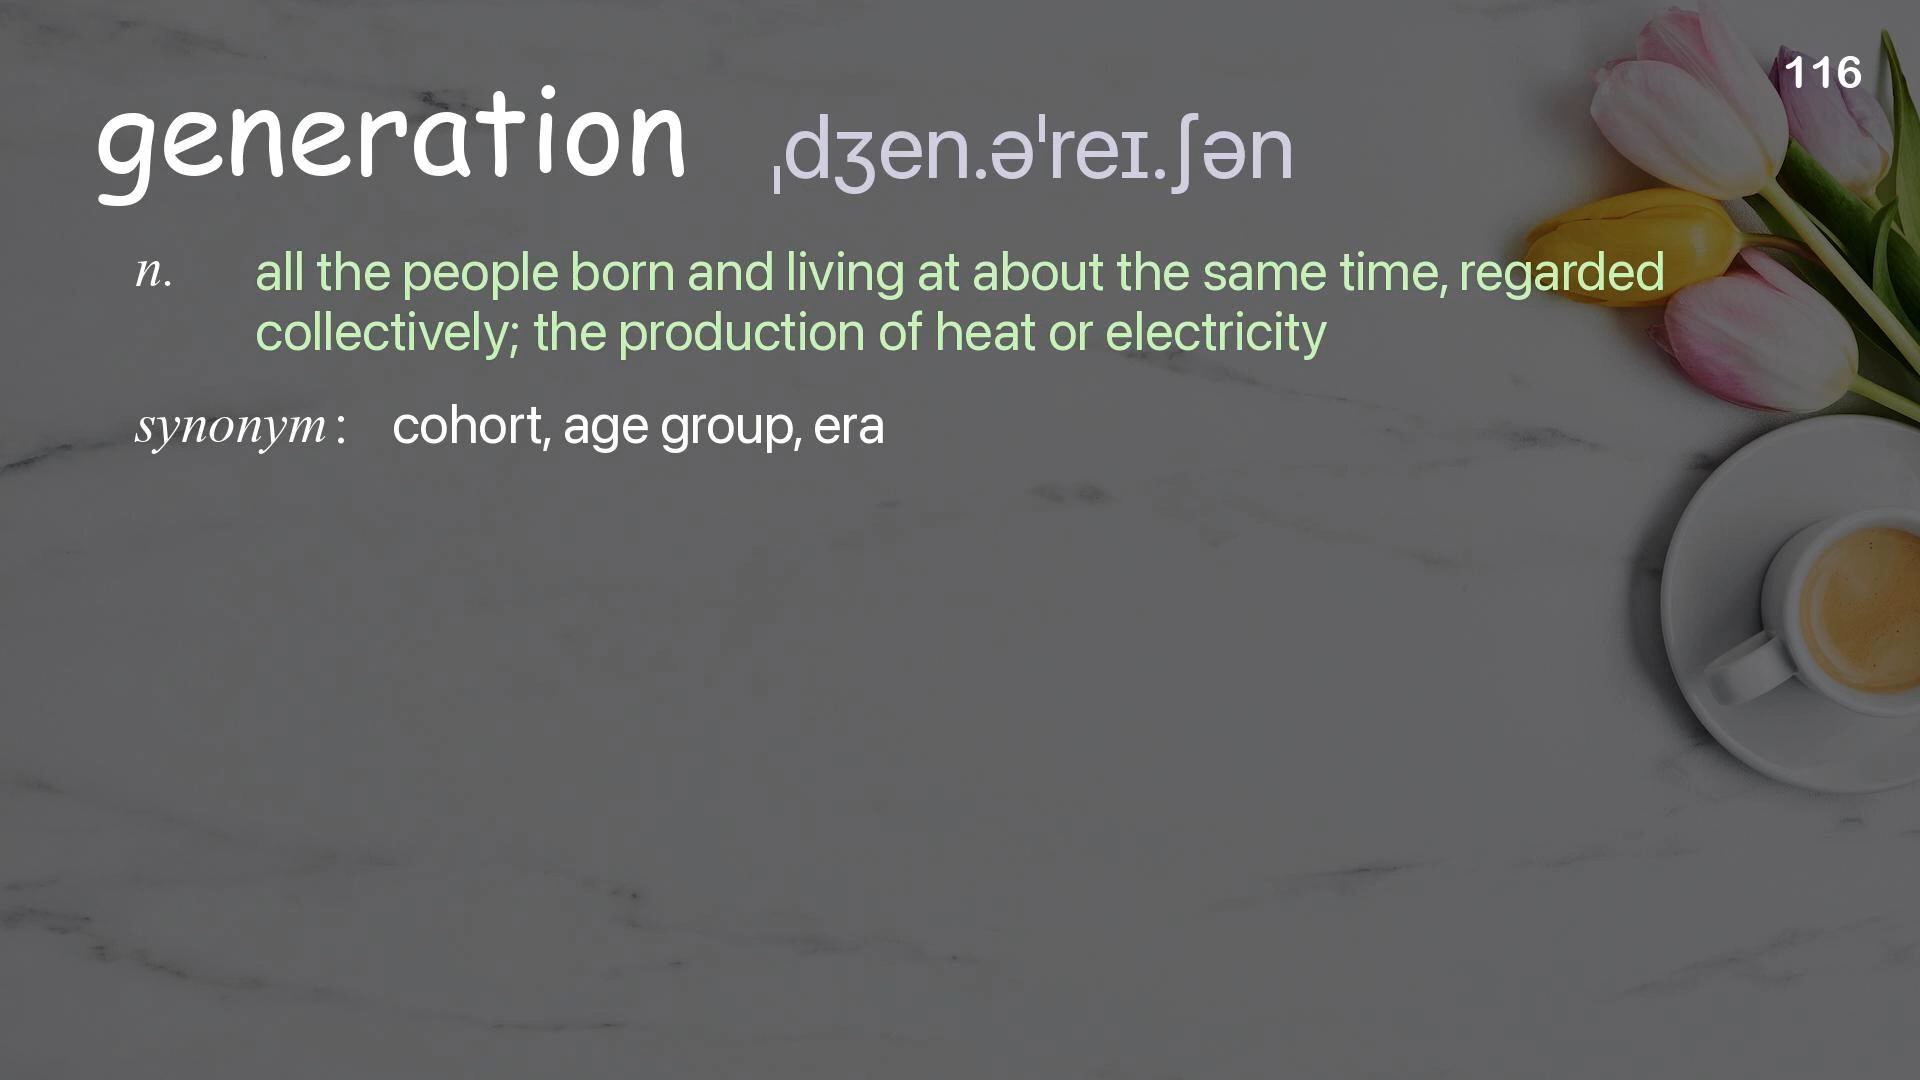 116
generation ˌdʒen.əˈreɪ.ʃən
n. all the people born and living at about the same time, regarded
collectively; the production of heat or electricity
synonym: cohort, age group, era